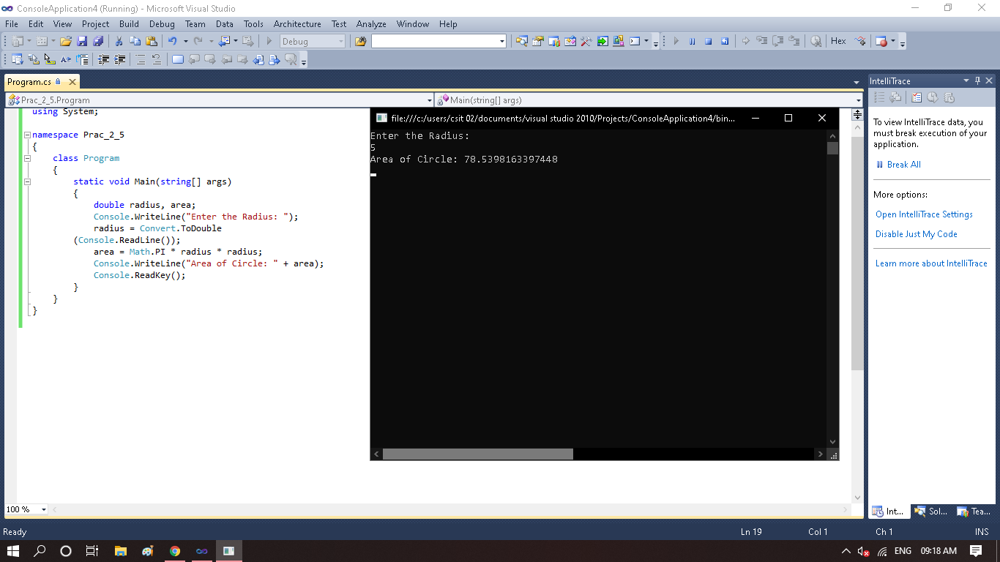 ConsoleApplication4 (Running) - Microsoft Visual Studio
File Edit View Project Build Debug Team Data Tools Architecture Test Analyze Window Help
Debug Hex
Program.cs
Prac_2_5.Program Main(string[] args)
using System;
namespace Prac_2_5
{
class Program
{
static void Main(string[] args)
{
double radius, area;
Console.WriteLine("Enter the Radius: ");
radius = Convert.ToDouble
(Console.ReadLine());
area = Math.PI * radius * radius;
Console.WriteLine("Area of Circle: " + area);
Console.ReadKey();
}
}
}
file:///c:/users/csit 02/documents/visual studio 2010/Projects/ConsoleApplication4/bin...
Enter the Radius:
5
Area of Circle: 78.5398163397448
IntelliTrace
To view IntelliTrace data, you
must break execution of your
application.
Break All
More options:
Open IntelliTrace Settings
Disable Just My Code
Learn more about IntelliTrace
100 %
Int... Sol... Tea...
Ready Ln 19 Col 1 Ch 1 INS
ENG 09:18 AM